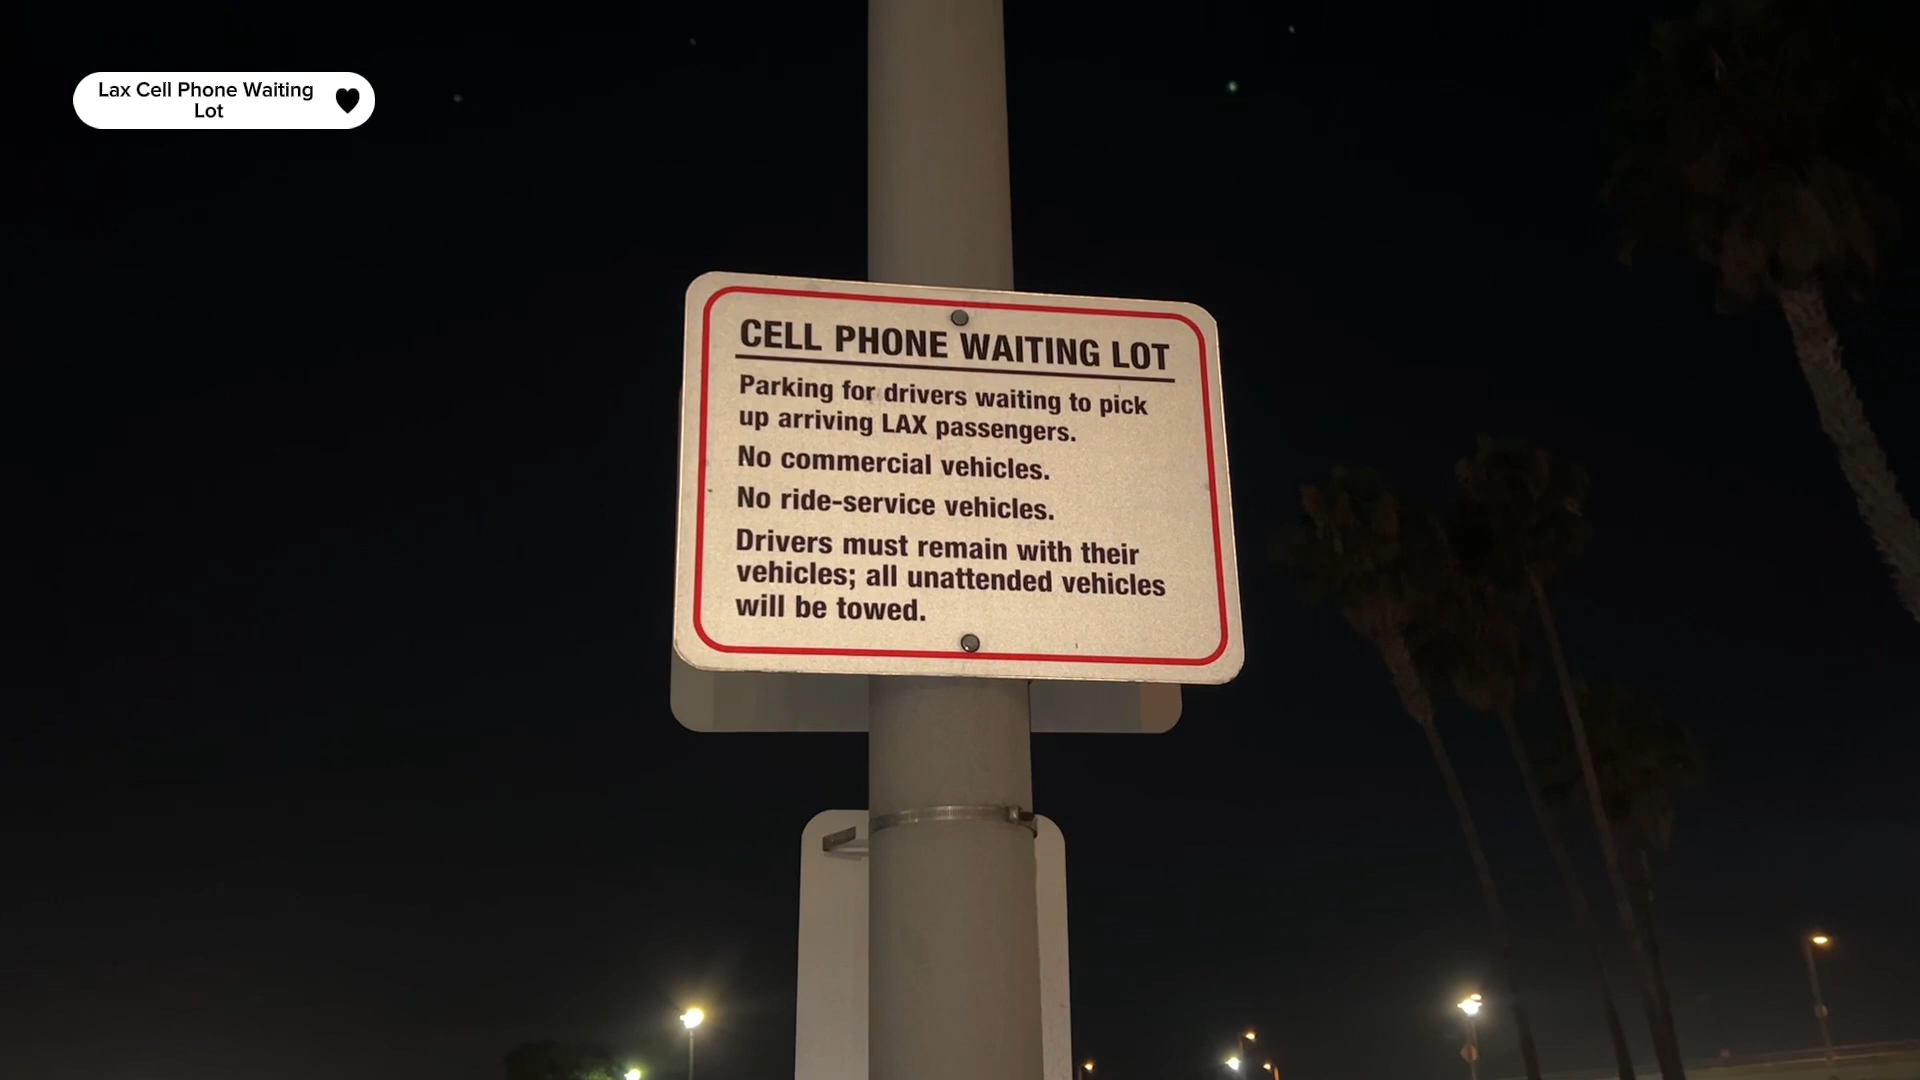 Lax Cell Phone Waiting
Lot
CELL PHONE WAITING LOT
Parking for drivers waiting to pick
up arriving LAX passengers.
No commercial vehicles.
No ride-service vehicles.
Drivers must remain with their
vehicles; all unattended vehicles
will be towed.